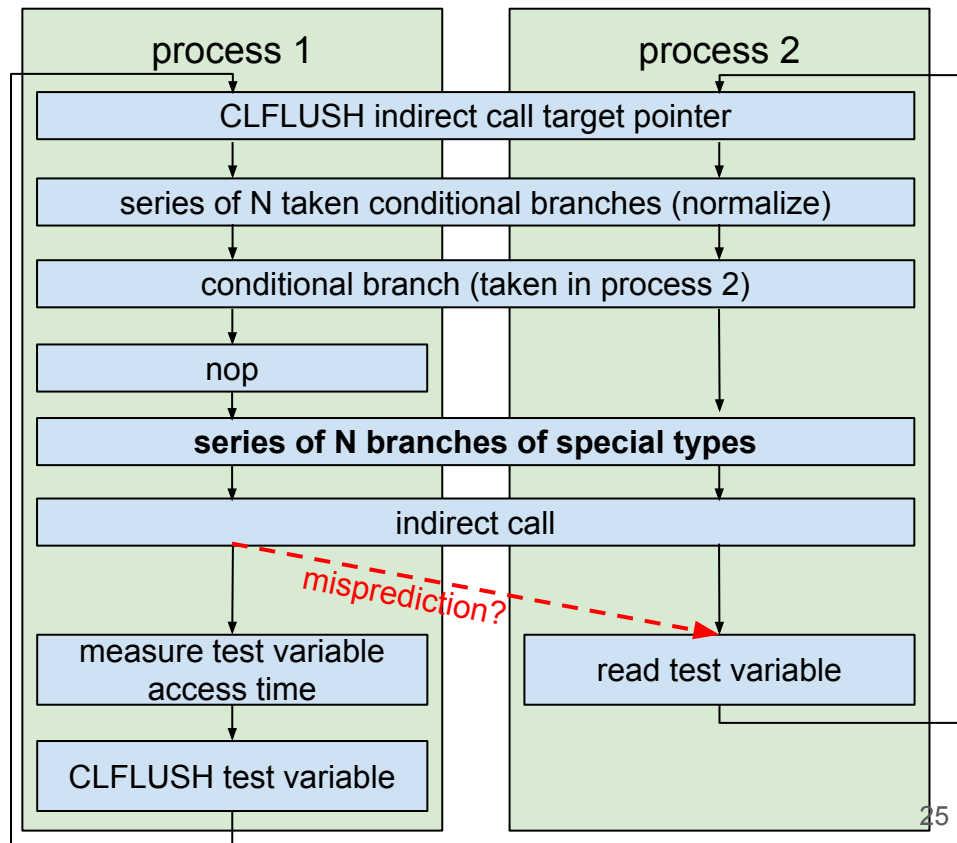 process 1
process 2
CLFLUSH indirect call target pointer
series of N taken conditional branches (normalize)
conditional branch (taken in process 2)
nop
series of N branches of special types
indirect call
misprediction?
measure test variable
access time
read test variable
CLFLUSH test variable
25